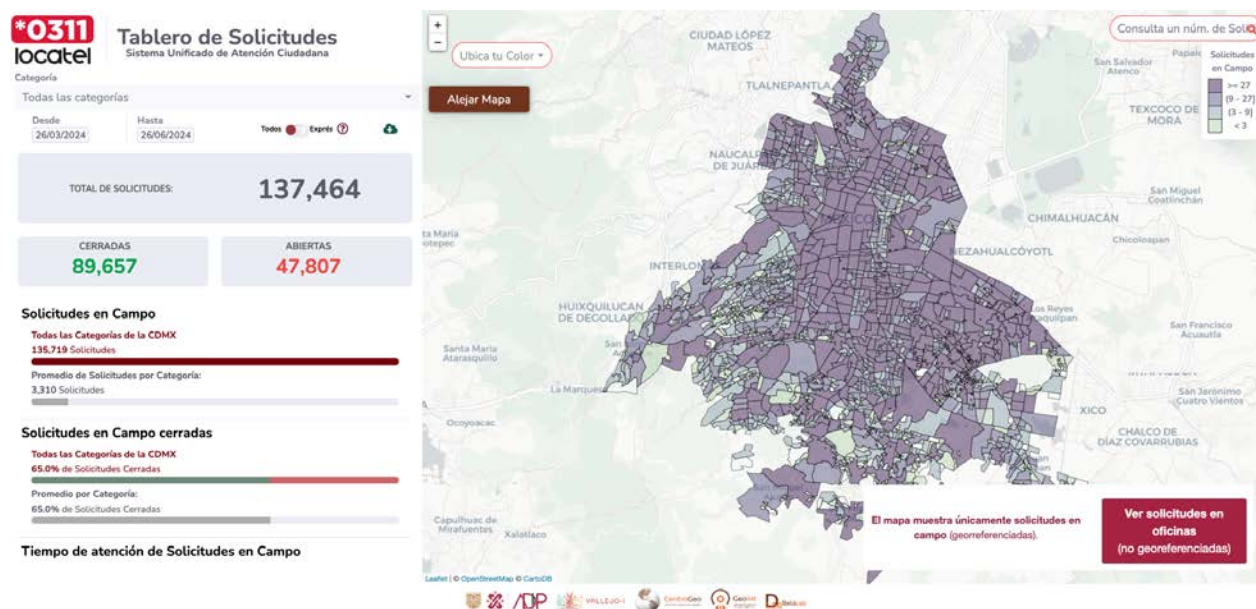 *0311
locatel
Tablero de Solicitudes
Sistema Unificado de Atención Ciudadana
Categoría
Todas las categorías
Desde
26/03/2024
Hasta
26/06/2024
Todos
Exprés
?
TOTAL DE SOLICITUDES:
137,464
CERRADAS
89,657
ABIERTAS
47,807
Solicitudes en Campo
Todas las Categorías de la CDMX
135,719 Solicitudes
Promedio de Solicitudes por Categoría:
3,310 Solicitudes
Solicitudes en Campo cerradas
Todas las Categorías de la CDMX
65.0% de Solicitudes Cerradas
Promedio por Categoría:
65.0% de Solicitudes Cerradas
Tiempo de atención de Solicitudes en Campo
+
−
Ubica tu Color
Alejar Mapa
Consulta un núm. de Soli
Solicitudes
en Campo
>= 27
(9 - 27)
(3 - 9)
< 3
CIUDAD LÓPEZ
MATEOS
TLALNEPANTLA
San Salvador
Atenco
TEXCOCO DE
MORA
NAUCALP
DE JUÁRE
San Miguel
Coatlinchán
CHIMALHUACÁN
Chicoloapan
NEZAHUALCÓYOTL
INTERLOM
HUIXQUILUCAN
DE DEGOLLADO
Los Reyes
San Francisco
Acuautla
Santa María
Atarasquillo
La Marquesa
San Jerónimo
Cuatro Vientos
XICO
Ocoyoacac
CHALCO DE
DÍAZ COVARRUBIAS
Capulhuac de
Mirafuentes
Xalatlaco
El mapa muestra únicamente solicitudes en
campo (georreferenciadas).
Ver solicitudes en
oficinas
(no georeferenciadas)
Leaflet | © OpenStreetMap © CartoDB
ADIP
VALLEJO-I
CentroGeo